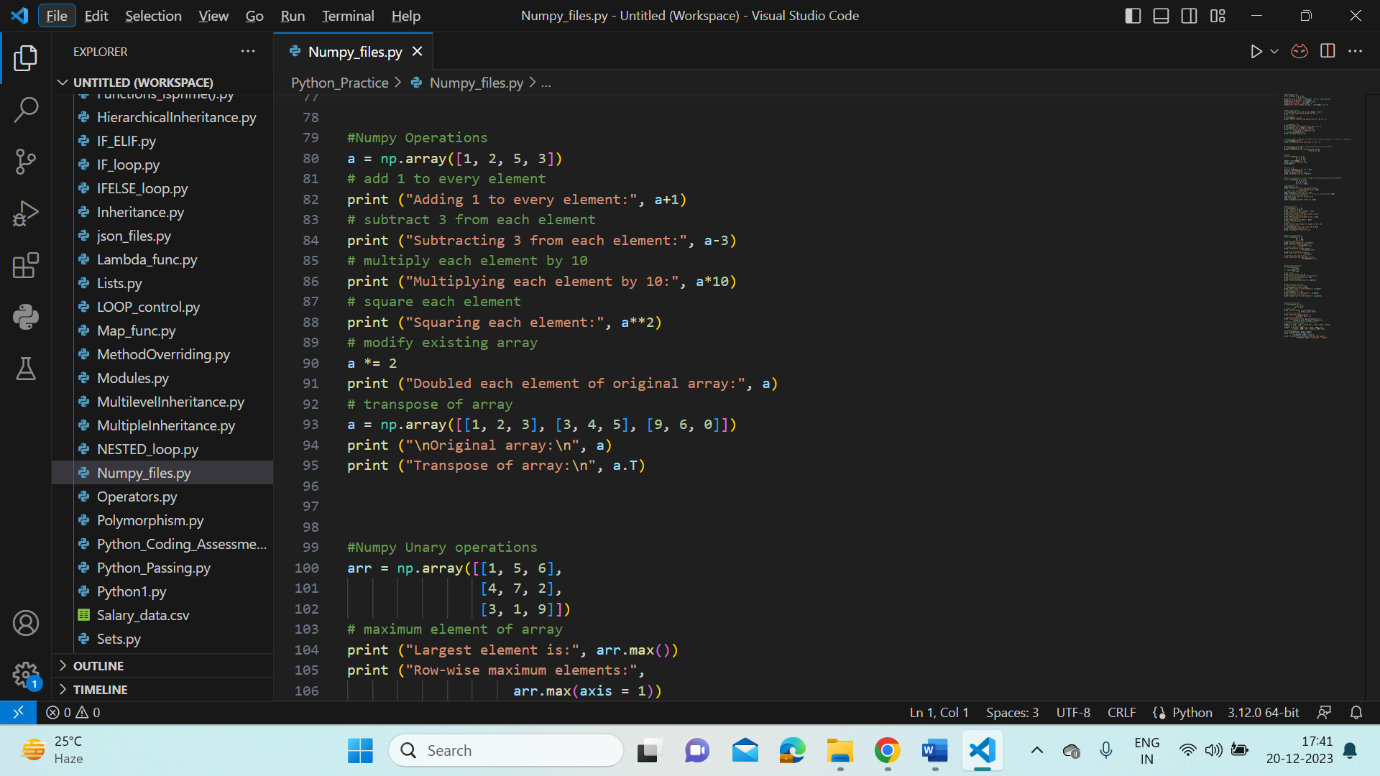 File Edit Selection View Go Run Terminal Help
Numpy_files.py - Untitled (Workspace) - Visual Studio Code
EXPLORER
UNTITLED (WORKSPACE)
Functions_isprime().py
HierarchicalInheritance.py
IF_ELIF.py
IF_loop.py
IFELSE_loop.py
Inheritance.py
json_files.py
Lambda_func.py
Lists.py
LOOP_control.py
Map_func.py
MethodOverriding.py
Modules.py
MultilevelInheritance.py
MultipleInheritance.py
NESTED_loop.py
Numpy_files.py
Operators.py
Polymorphism.py
Python_Coding_Assessme...
Python_Passing.py
Python1.py
Salary_data.csv
Sets.py
OUTLINE
TIMELINE
1
Numpy_files.py
Python_Practice > Numpy_files.py > ...
77
78
79 #Numpy Operations
80 a = np.array([1, 2, 5, 3])
81 # add 1 to every element
82 print ("Adding 1 to every element:", a+1)
83 # subtract 3 from each element
84 print ("Subtracting 3 from each element:", a-3)
85 # multiply each element by 10
86 print ("Multiplying each element by 10:", a*10)
87 # square each element
88 print ("Squaring each element:", a**2)
89 # modify existing array
90 a *= 2
91 print ("Doubled each element of original array:", a)
92 # transpose of array
93 a = np.array([[1, 2, 3], [3, 4, 5], [9, 6, 0]])
94 print ("\nOriginal array:\n", a)
95 print ("Transpose of array:\n", a.T)
96
97
98
99 #Numpy Unary operations
100 arr = np.array([[1, 5, 6],
101 [4, 7, 2],
102 [3, 1, 9]])
103 # maximum element of array
104 print ("Largest element is:", arr.max())
105 print ("Row-wise maximum elements:",
106 arr.max(axis = 1))
0 0
Ln 1, Col 1 Spaces: 3 UTF-8 CRLF Python 3.12.0 64-bit
25°C
Haze
Search
ENG
IN
17:41
20-12-2023